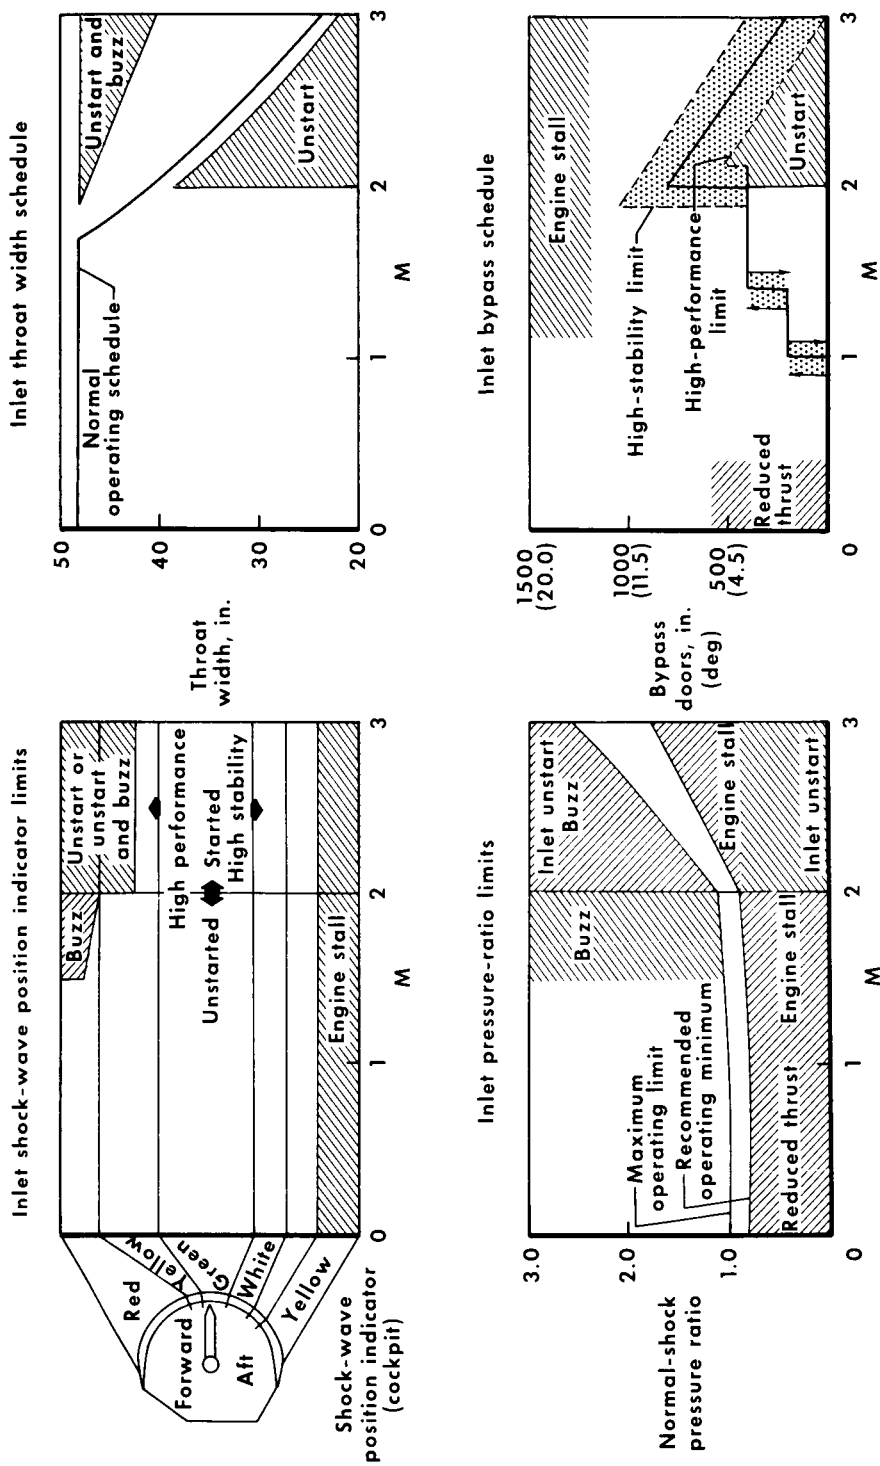 Inlet shock-wave position indicator limits
Red
Yellow
Green
White
Yellow
Forward
Aft
Shock-wave
position indicator
(cockpit)
Buzz
Unstart or
unstart
and buzz
High performance
Unstarted
Started
High stability
Engine stall
0
1
2
3
M
Inlet throat width schedule
Throat
width, in.
50
40
30
20
Normal
operating schedule
Unstart and
buzz
Unstart
0
1
2
3
M
Inlet pressure-ratio limits
Normal-shock
pressure ratio
3.0
2.0
1.0
0
Maximum
operating limit
Recommended
operating minimum
Buzz
Inlet unstart
Buzz
Reduced thrust
Engine stall
Engine stall
Inlet unstart
1
2
3
M
Inlet bypass schedule
Bypass
doors, in.
(deg)
1500
(20.0)
1000
(11.5)
500
(4.5)
0
Engine stall
High-stability limit
High-performance
limit
Reduced
thrust
Unstart
1
2
3
M